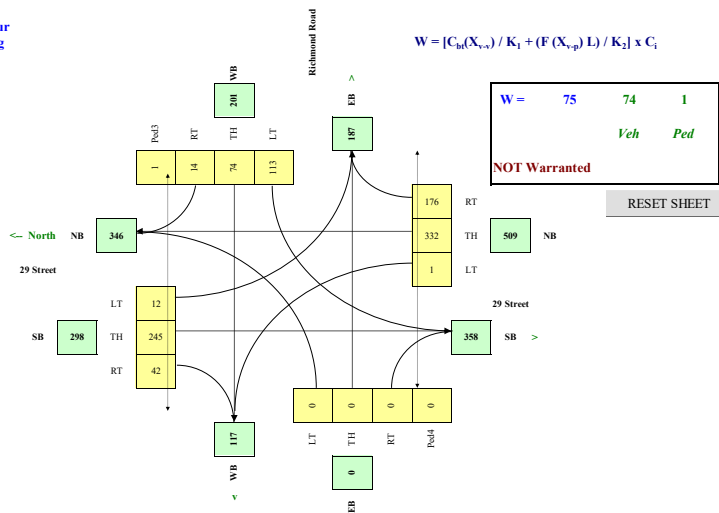 ur
g
W = [Cbt(Xv-v) / K1 + (F (Xv-p) L) / K2] x Ci
Richmond Road
WB
201
^
EB
187
W = 75 74 1
Veh Ped
NOT Warranted
RESET SHEET
Ped3 RT TH LT
1 14 74 113
176 RT
332 TH 509 NB
1 LT
<-- North NB 346
29 Street
29 Street
12 LT
SB 298 TH 245
RT 42
358 SB >
117
WB
v
0 0 0 0
LT TH RT Ped4
0
EB